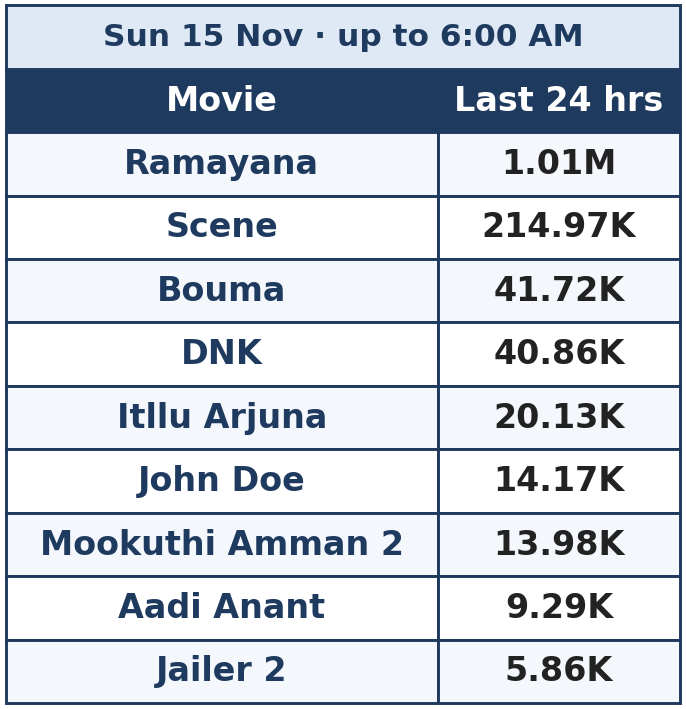 Sun 15 Nov · up to 6:00 AM
Movie Last 24 hrs
Ramayana 1.01M
Scene 214.97K
Bouma 41.72K
DNK 40.86K
Itllu Arjuna 20.13K
John Doe 14.17K
Mookuthi Amman 2 13.98K
Aadi Anant 9.29K
Jailer 2 5.86K